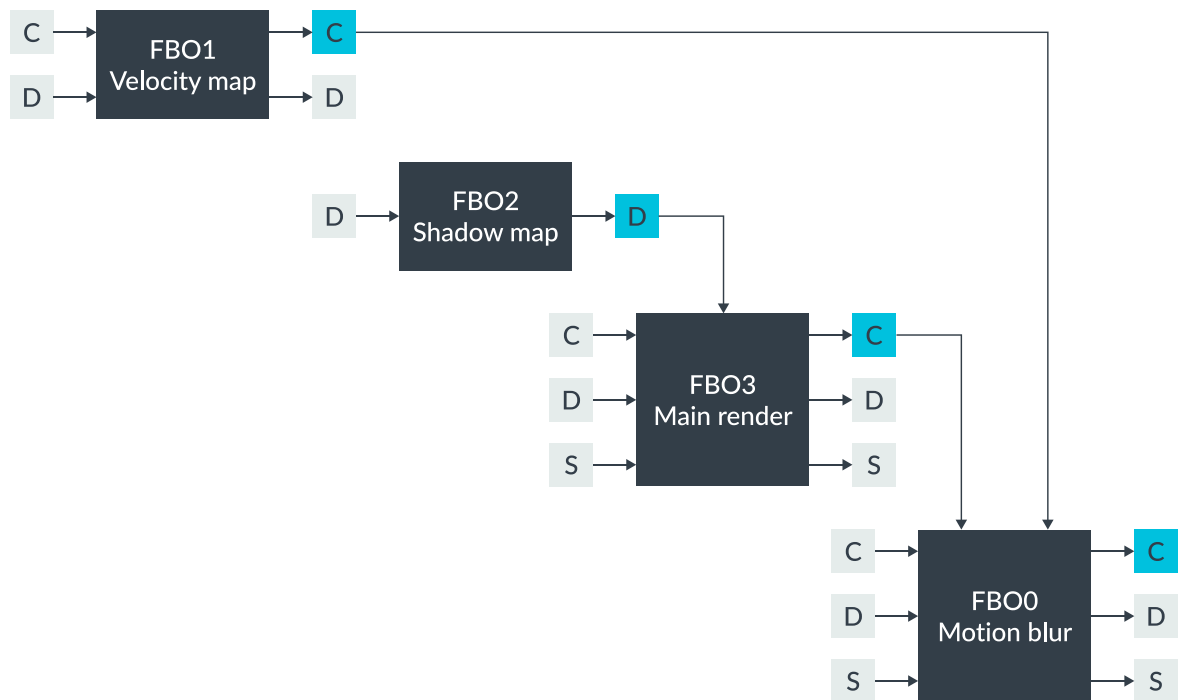 C
C
FBO1
Velocity map
D
D
FBO2
Shadow map
D
D
C
C
FBO3
Main render
D
D
S
S
C
C
FBO0
Motion blur
D
D
S
S